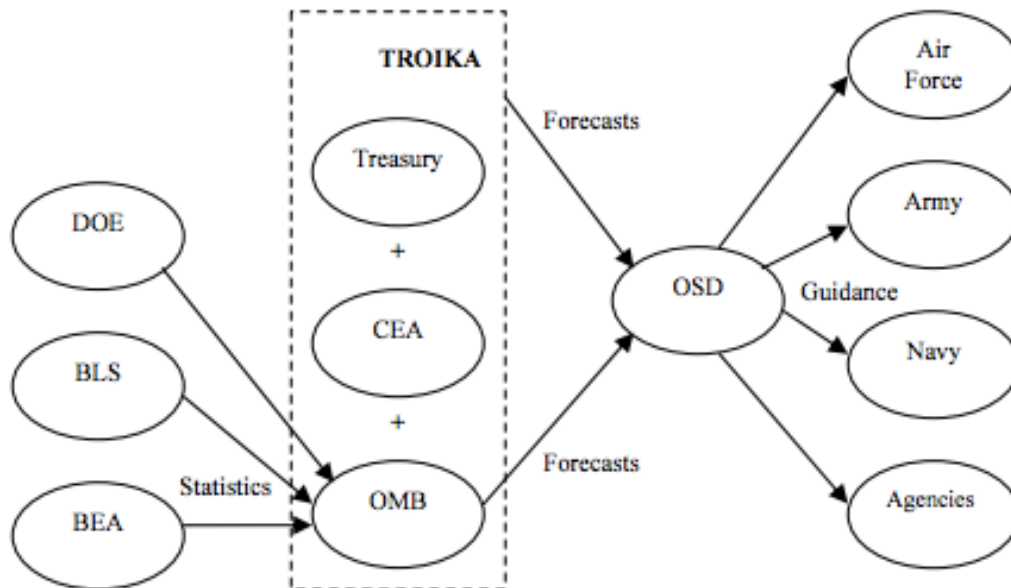 TROIKA
Treasury
+
CEA
+
OMB
DOE
BLS
BEA
Statistics
Forecasts
Forecasts
OSD
Guidance
Air
Force
Army
Navy
Agencies